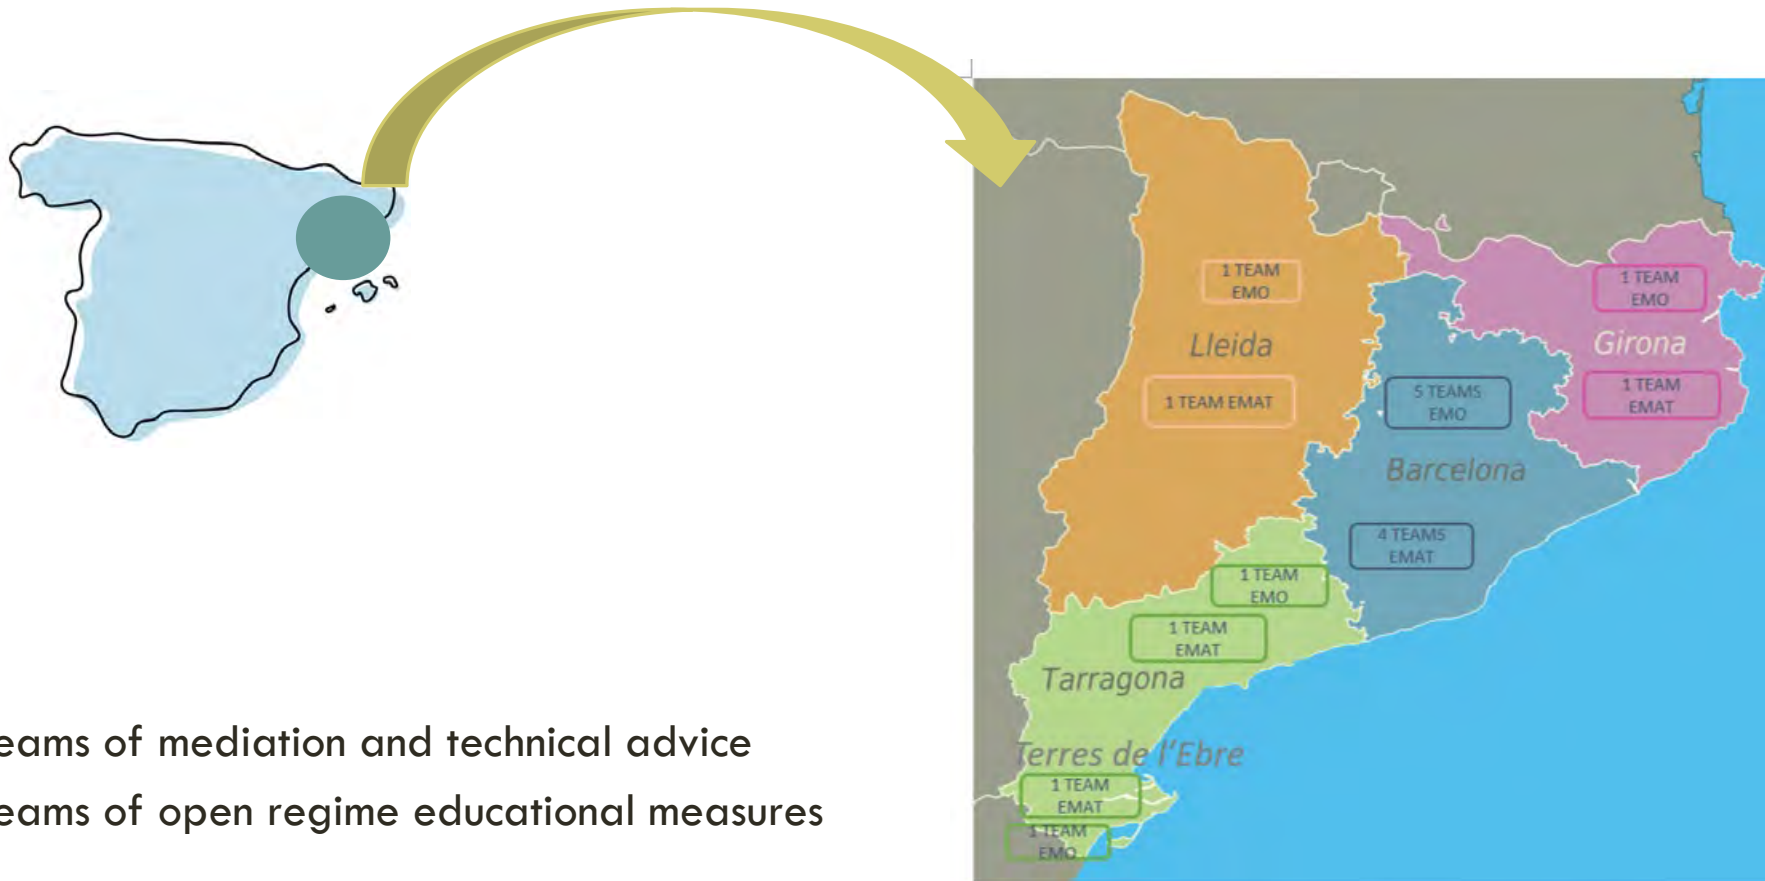 1 TEAM
EMO
Lleida
1 TEAM EMAT
1 TEAM
EMO
Girona
1 TEAM
EMAT
5 TEAMS
EMO
Barcelona
4 TEAMS
EMAT
1 TEAM
EMO
1 TEAM
EMAT
Tarragona
Terres de l'Ebre
1 TEAM
EMAT
1 TEAM
EMO
eams of mediation and technical advice
eams of open regime educational measures